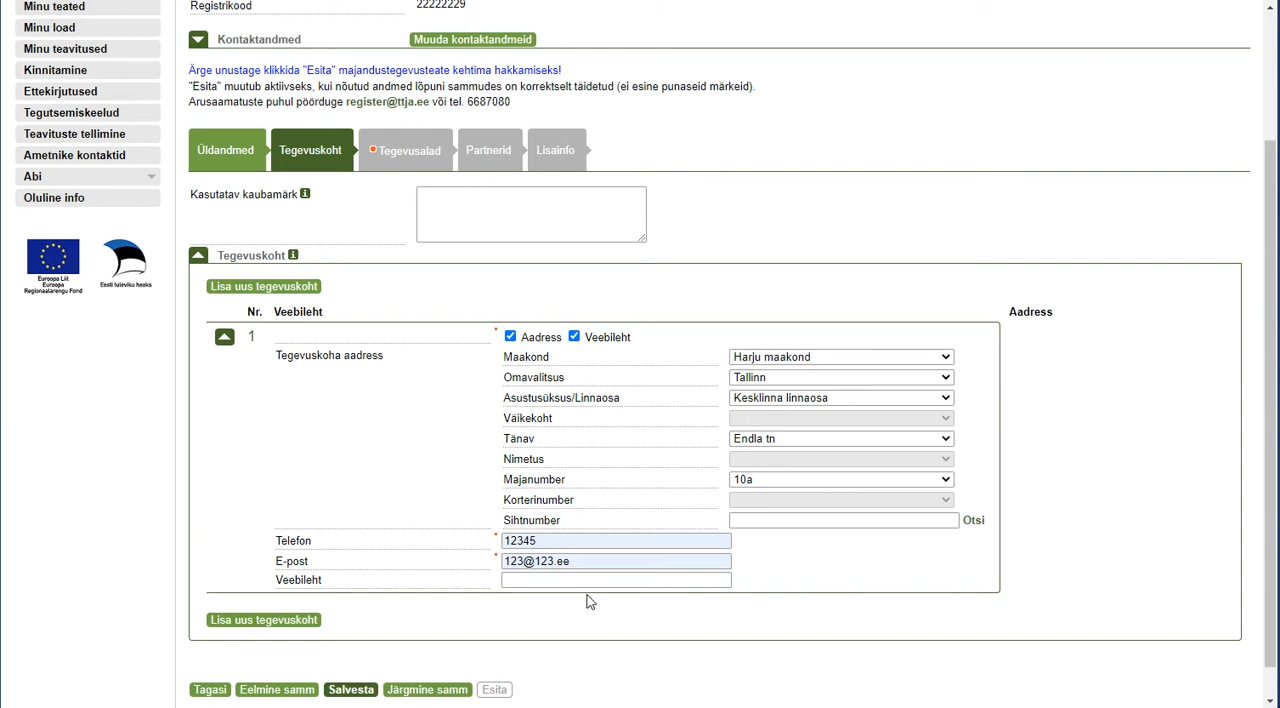 Minu teated
Minu load
Minu teavitused
Kinnitamine
Ettekirjutused
Tegutsemiskeelud
Teavituste tellimine
Ametnike kontaktid
Abi
Oluline info
Euroopa Liit
Euroopa
Regionaalarengu Fond
Eesti tuleviku heaks
Registrikood 22222229
Kontaktandmed Muuda kontaktandmeid
Ärge unustage klikkida "Esita" majandustegevusteate kehtima hakkamiseks!
"Esita" muutub aktiivseks, kui nõutud andmed lõpuni sammudes on korrektselt täidetud (ei esine punaseid märkeid).
Arusaamatuste puhul pöörduge register@ttja.ee või tel. 6687080
Üldandmed Tegevuskoht Tegevusalad Partnerid Lisainfo
Kasutatav kaubamärk i
Tegevuskoht i
Lisa uus tegevuskoht
Nr. Veebileht Aadress
1 * Aadress Veebileht
Tegevuskoha aadress Maakond Harju maakond
Omavalitsus Tallinn
Asustusüksus/Linnaosa Kesklinna linnaosa
Väikekoht
Tänav Endla tn
Nimetus
Majanumber 10a
Korterinumber
Sihtnumber Otsi
Telefon * 12345
E-post * 123@123.ee
Veebileht
Lisa uus tegevuskoht
Tagasi Eelmine samm Salvesta Järgmine samm Esita